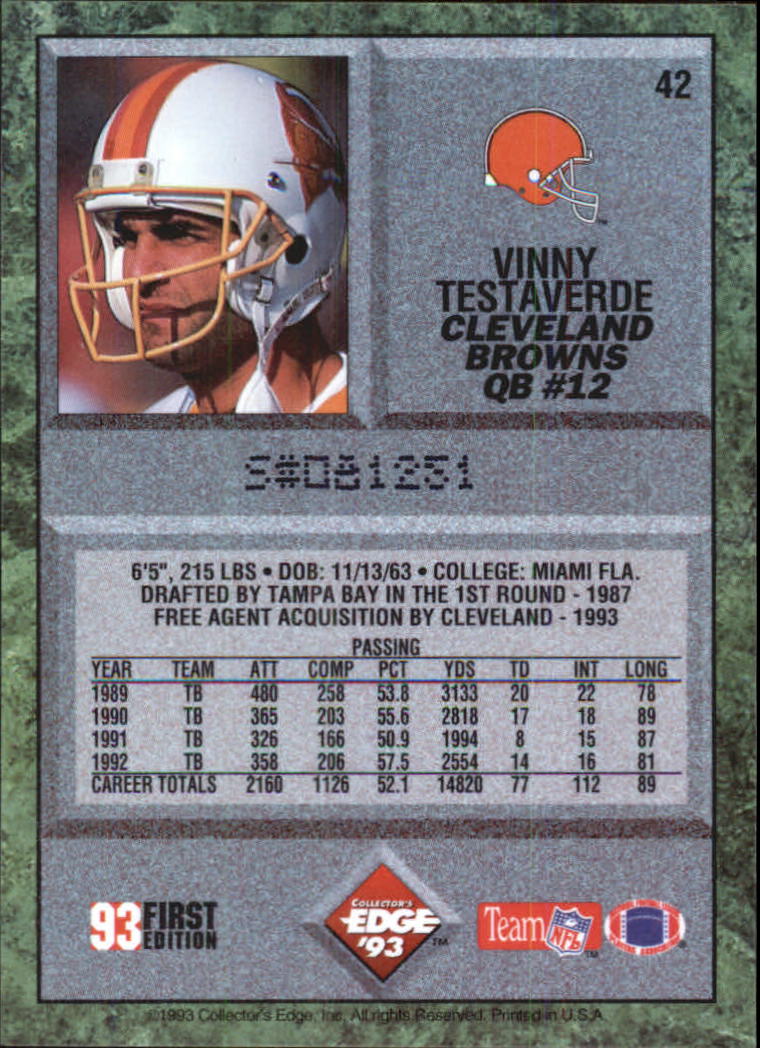 42
VINNY
TESTAVERDE
CLEVELAND
BROWNS
QB #12
S#081251
6'5", 215 LBS • DOB: 11/13/63 • COLLEGE: MIAMI FLA.
DRAFTED BY TAMPA BAY IN THE 1ST ROUND - 1987
FREE AGENT ACQUISITION BY CLEVELAND - 1993
PASSING
YEAR TEAM ATT COMP PCT YDS TD INT LONG
1989 TB 480 258 53.8 3133 20 22 78
1990 TB 365 203 55.6 2818 17 18 89
1991 TB 326 166 50.9 1994 8 15 87
1992 TB 358 206 57.5 2554 14 16 81
CAREER TOTALS 2160 1126 52.1 14820 77 112 89
93 FIRST
EDITION
COLLECTOR'S
EDGE
'93 TM
Team NFL TM
©1993 Collector's Edge, Inc. All rights Reserved. Printed in U.S.A.